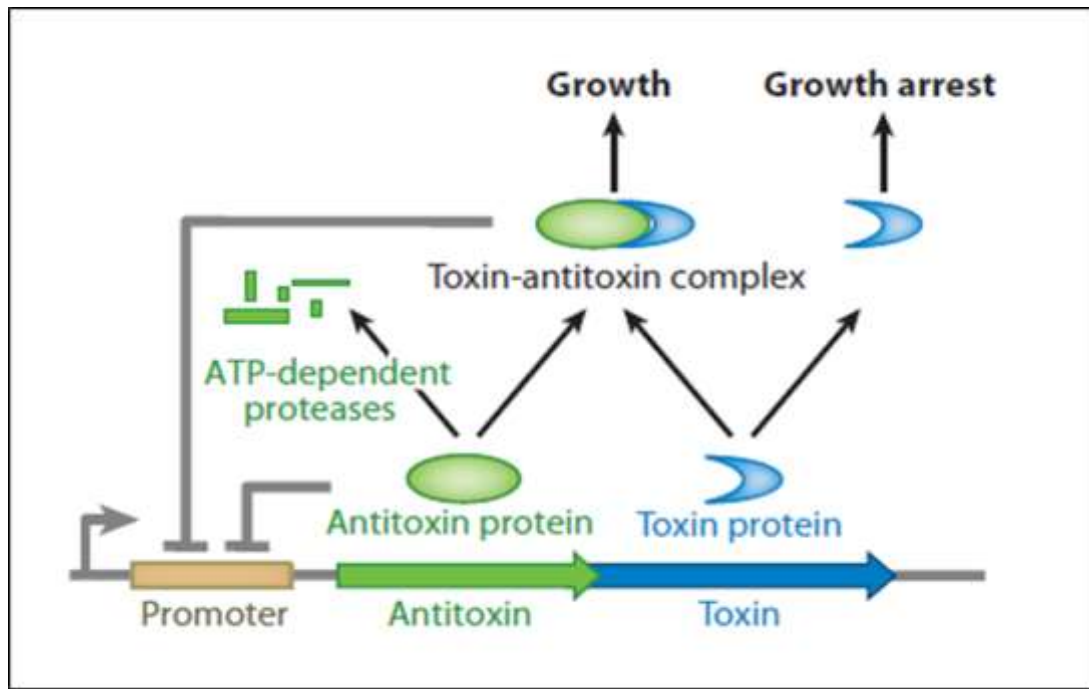 Growth
Growth arrest
Toxin-antitoxin complex
ATP-dependent
proteases
Antitoxin protein
Toxin protein
Promoter
Antitoxin
Toxin